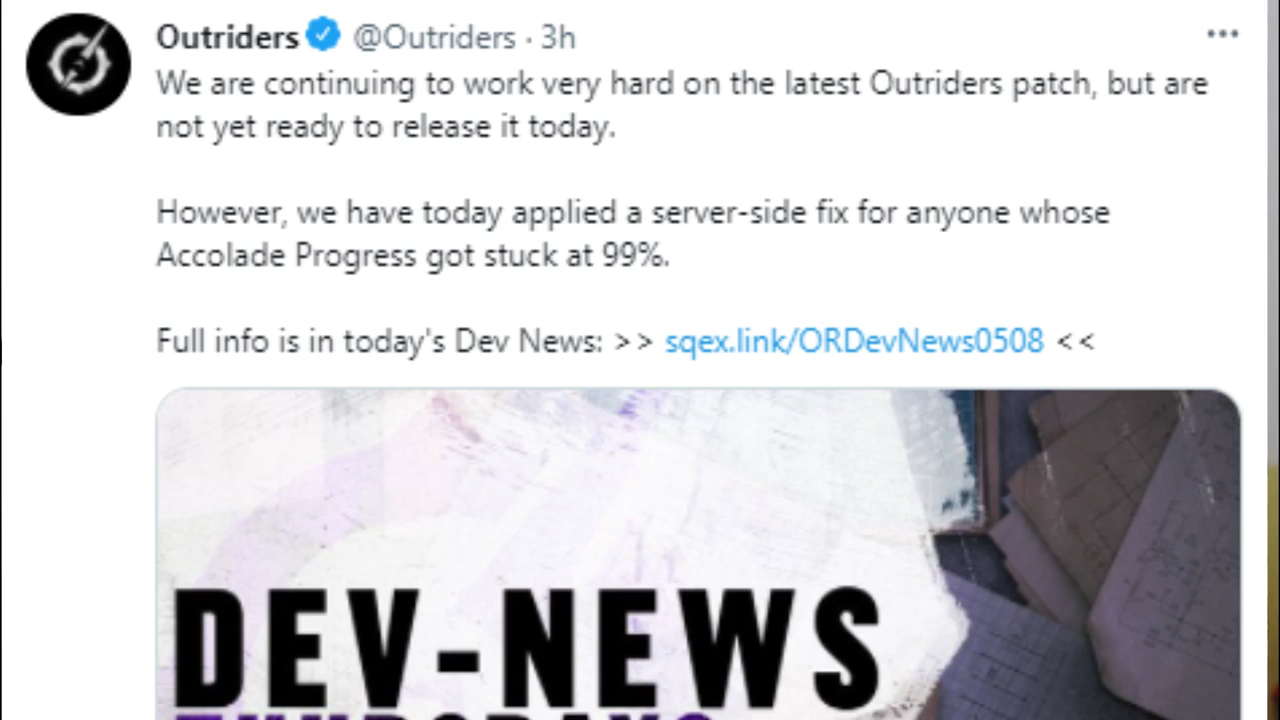 Outriders @Outriders · 3h
We are continuing to work very hard on the latest Outriders patch, but are
not yet ready to release it today.
However, we have today applied a server-side fix for anyone whose
Accolade Progress got stuck at 99%.
Full info is in today's Dev News: >> sqex.link/ORDevNews0508 <<
DEV-NEWS